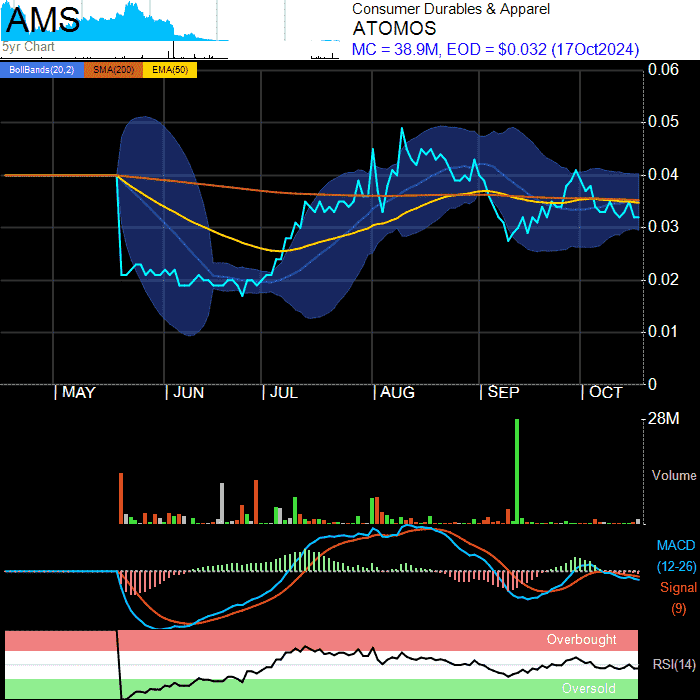 AMS
5yr Chart
Consumer Durables & Apparel
ATOMOS
MC = 38.9M, EOD = $0.032 (17Oct2024)
BollBands(20,2) SMA(200) EMA(50)
0.06
0.05
0.04
0.03
0.02
0.01
0
MAY JUN JUL AUG SEP OCT
28M
Volume
MACD
(12-26)
Signal
(9)
Overbought
RSI(14)
Oversold